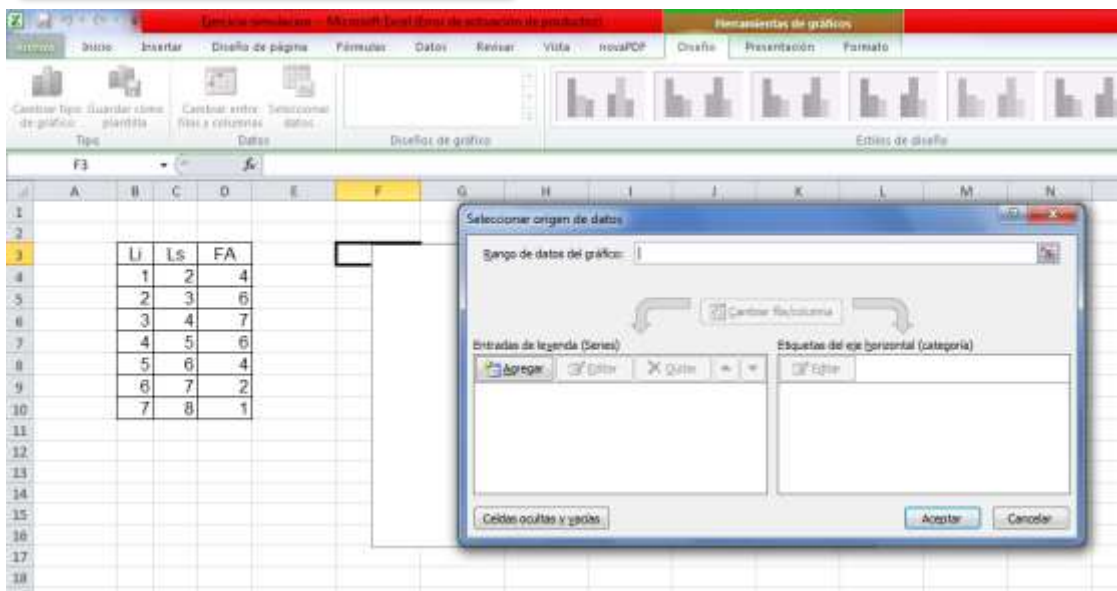 Ejercicio simulacion - Microsoft Excel (Error de activación de productos)
Herramientas de gráficos
Archivo Inicio Insertar Diseño de página Fórmulas Datos Revisar Vista novaPDF Diseño Presentación Formato
Cambiar tipo Guardar como Cambiar entre Seleccionar
de gráfico plantilla filas y columnas datos
Tipo Datos Diseños de gráfico Estilos de diseño
F3 fx
A B C D E F G H I J K L M N
1
2
3 Li Ls FA
4 1 2 4
5 2 3 6
6 3 4 7
7 4 5 6
8 5 6 4
9 6 7 2
10 7 8 1
11
12
13
14
15
16
17
18
Seleccionar origen de datos
Rango de datos del gráfico:
Cambiar fila/columna
Entradas de leyenda (Series) Etiquetas del eje horizontal (categoría)
Agregar Editar Quitar Editar
Celdas ocultas y vacías Aceptar Cancelar